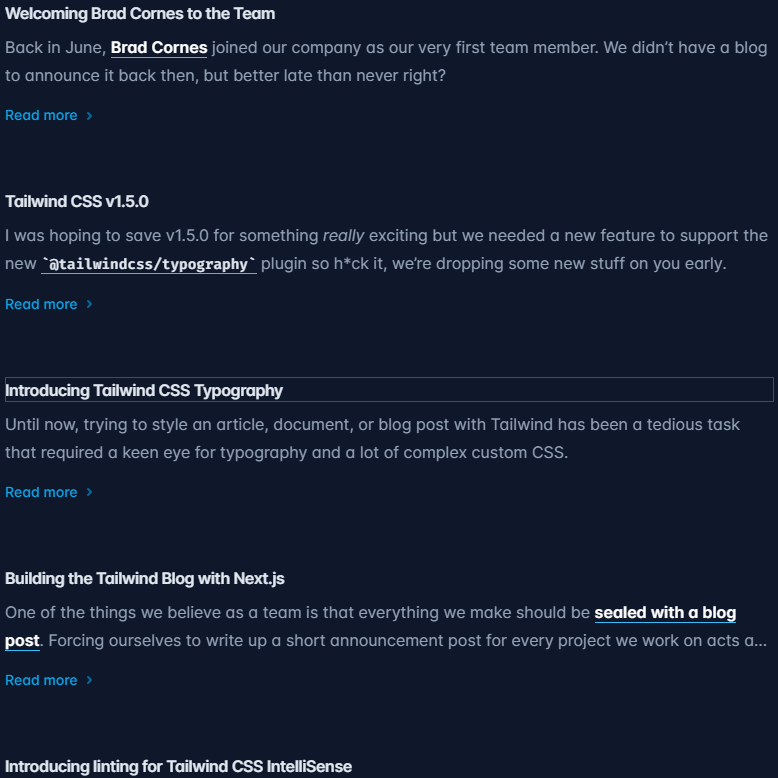 Welcoming Brad Cornes to the Team
Back in June, Brad Cornes joined our company as our very first team member. We didn’t have a blog
to announce it back then, but better late than never right?
Read more
Tailwind CSS v1.5.0
I was hoping to save v1.5.0 for something really exciting but we needed a new feature to support the
new `@tailwindcss/typography` plugin so h*ck it, we’re dropping some new stuff on you early.
Read more
Introducing Tailwind CSS Typography
Until now, trying to style an article, document, or blog post with Tailwind has been a tedious task
that required a keen eye for typography and a lot of complex custom CSS.
Read more
Building the Tailwind Blog with Next.js
One of the things we believe as a team is that everything we make should be sealed with a blog
post. Forcing ourselves to write up a short announcement post for every project we work on acts a...
Read more
Introducing linting for Tailwind CSS IntelliSense